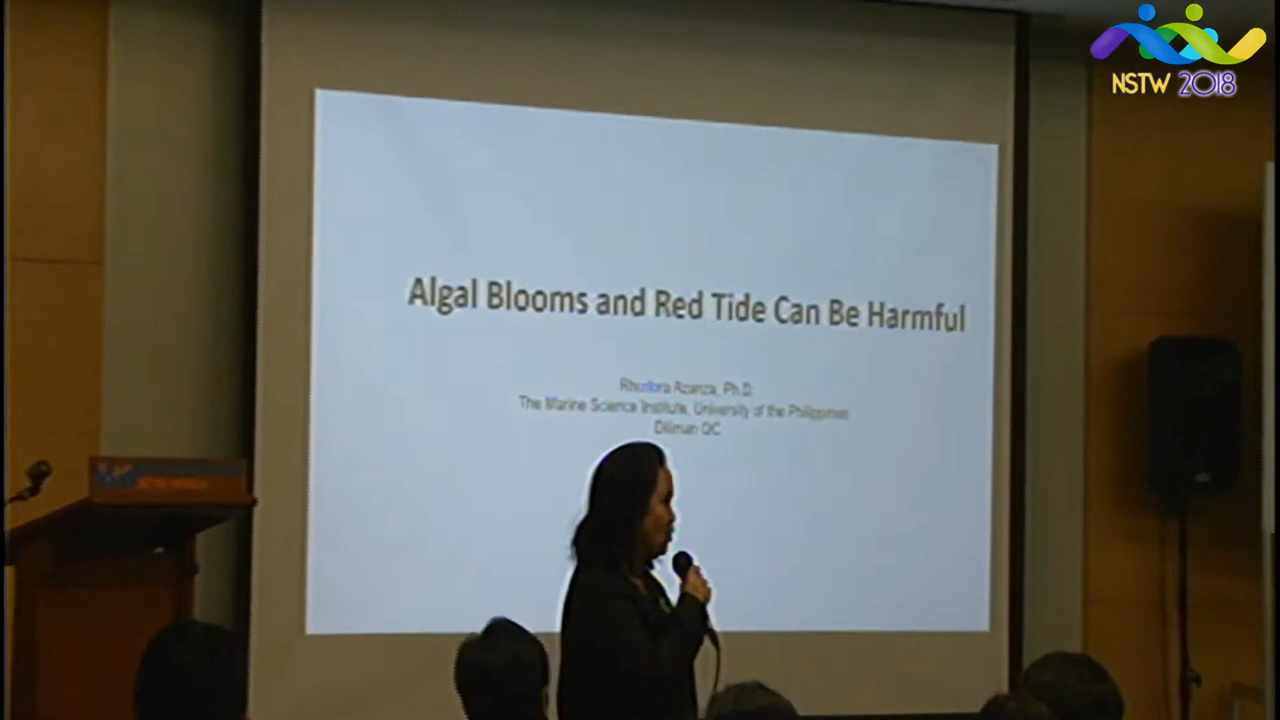 NSTW 2018
Algal Blooms and Red Tide Can Be Harmful
Rhodora Azanza, Ph.D.
The Marine Science Institute, University of the Philippines
Diliman QC